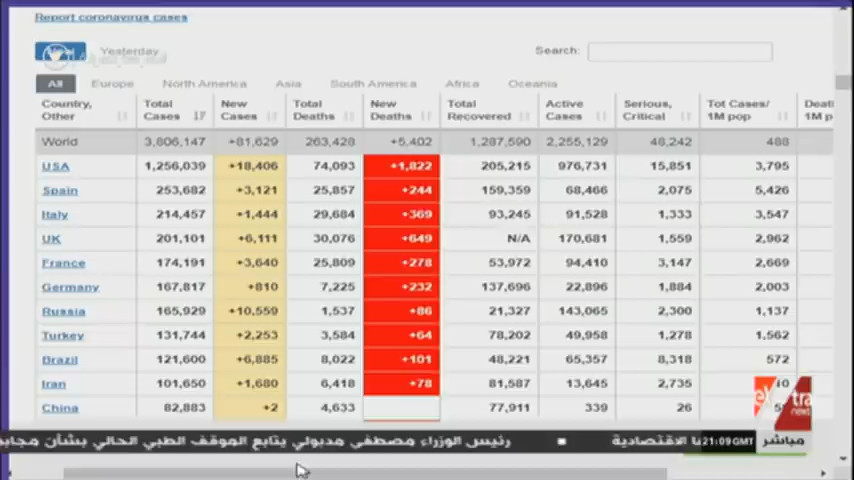 Report coronavirus cases
Yesterday
Search:
All Europe North America Asia South America Africa Oceania
Country, Other Total Cases New Cases Total Deaths New Deaths Total Recovered Active Cases Serious, Critical Tot Cases/ 1M pop 1M p
World 3,806,147 +81,629 263,428 +5,402 1,287,590 2,255,129 48,242 488
USA 1,256,039 +18,406 74,093 +1,822 205,215 976,731 15,851 3,795
Spain 253,682 +3,121 25,857 +244 159,359 68,466 2,075 5,426
Italy 214,457 +1,444 29,684 +369 93,245 91,528 1,333 3,547
UK 201,101 +6,111 30,076 +649 N/A 170,681 1,559 2,962
France 174,191 +3,640 25,809 +278 53,972 94,410 3,147 2,669
Germany 167,817 +810 7,225 +232 137,696 22,896 1,884 2,003
Russia 165,929 +10,559 1,537 +86 21,327 143,065 2,300 1,137
Turkey 131,744 +2,253 3,584 +64 78,202 49,958 1,278 1,562
Brazil 121,600 +6,885 8,022 +101 48,221 65,357 8,318 572
Iran 101,650 +1,680 6,418 +78 81,587 13,645 2,735
China 82,883 +2 4,633 77,911 339 26
news
مباشر 21:09GMT الاقتصادية ■ رئيس الوزراء مصطفى مدبولي يتابع الموقف الطبي الحالي بشأن